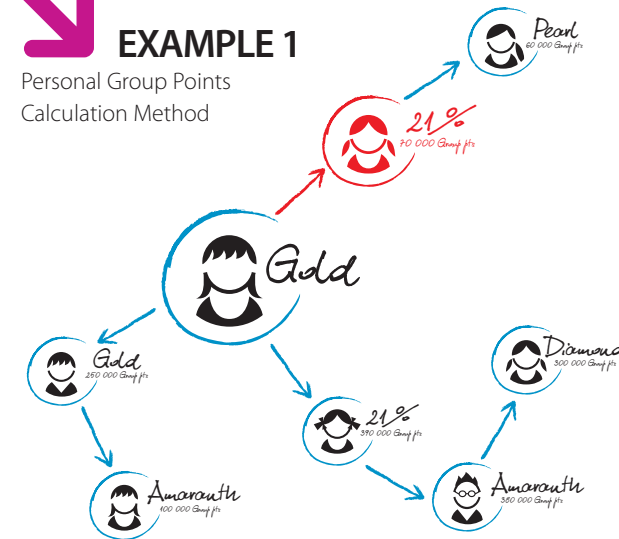 EXAMPLE 1
Personal Group Points
Calculation Method
Pearl
60 000 Group pts
21%
70 000 Group pts
Gold
Gold
250 000 Group pts
Diamond
300 000 Group pts
21%
390 000 Group pts
Amaranth
100 000 Group pts
Amaranth
380 000 Group pts